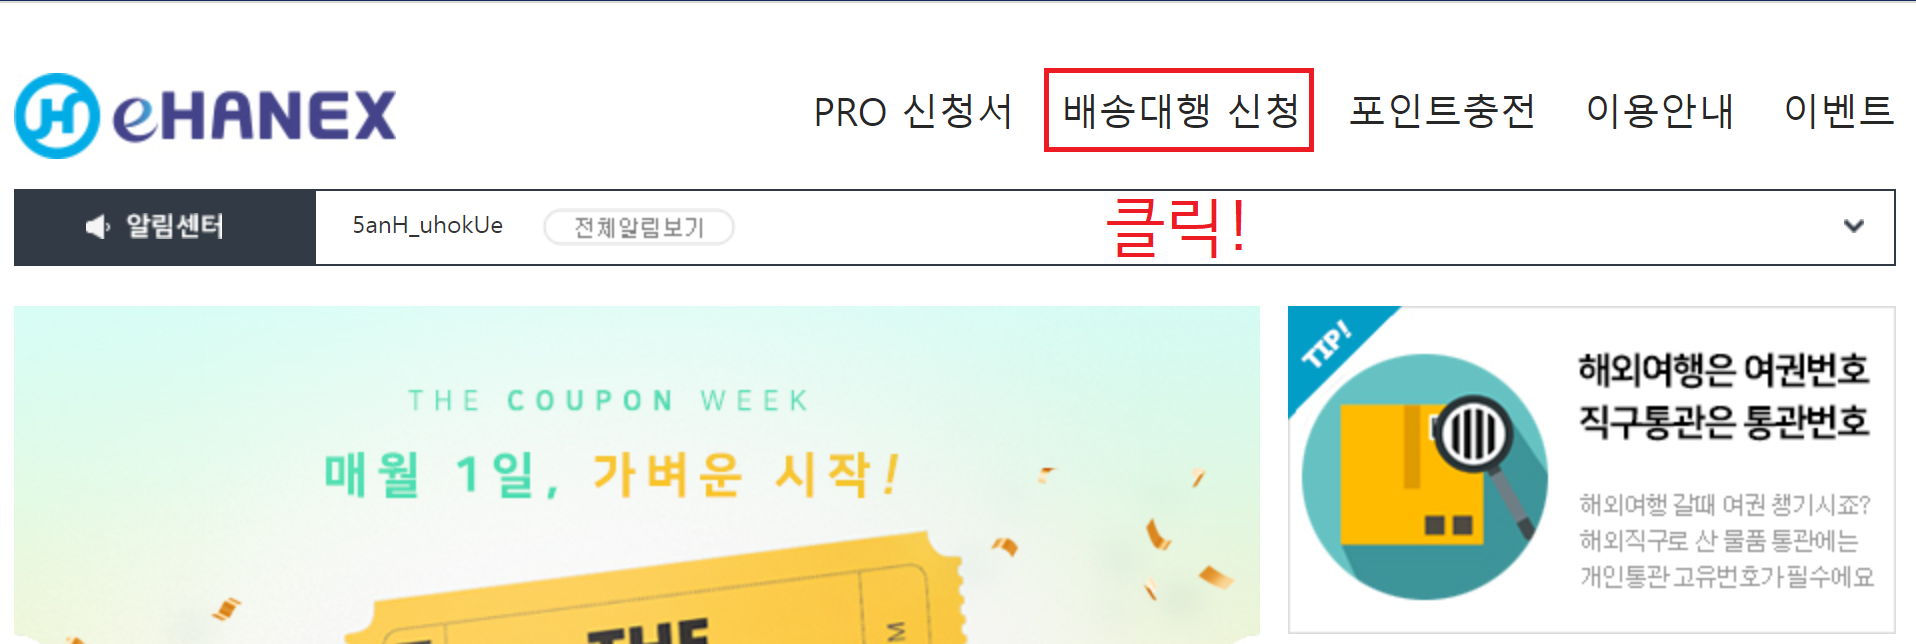 eHANEX
PRO 신청서 배송대행 신청 포인트충전 이용안내 이벤트
알림센터 5anH_uhokUe 전체알림보기
클릭!
THE COUPON WEEK
매월 1일, 가벼운 시작!
THE
TIP!
해외여행은 여권번호
직구통관은 통관번호
해외여행 갈때 여권 챙기시죠?
해외직구로 산 물품 통관에는
개인통관고유번호가필수에요